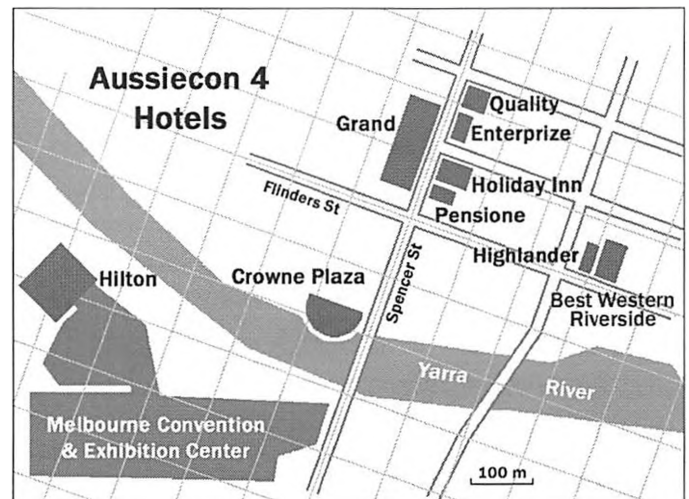 Aussiecon 4
Hotels
Grand
Quality
Enterprize
Holiday Inn
Pensione
Flinders St
Spencer St
Highlander
Best Western
Riverside
Hilton
Crowne Plaza
Yarra
River
Melbourne Convention
& Exhibition Center
100 m